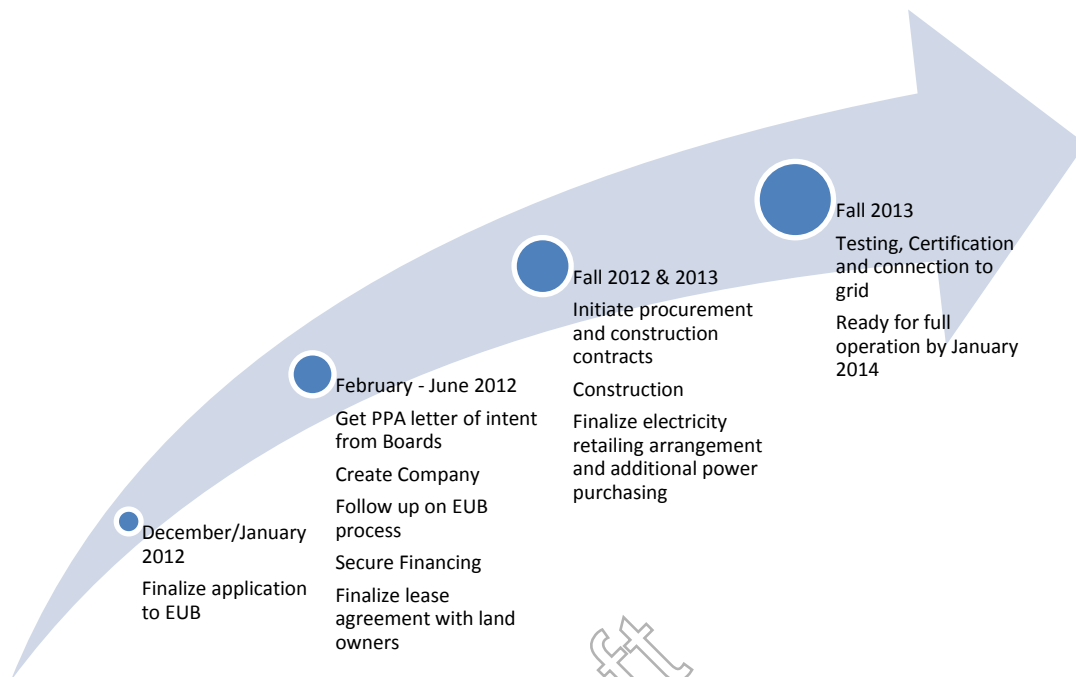 December/January
2012
Finalize application
to EUB
February - June 2012
Get PPA letter of intent
from Boards
Create Company
Follow up on EUB
process
Secure Financing
Finalize lease
agreement with land
owners
Fall 2012 & 2013
Initiate procurement
and construction
contracts
Construction
Finalize electricity
retailing arrangement
and additional power
purchasing
Fall 2013
Testing, Certification
and connection to
grid
Ready for full
operation by January
2014
ft